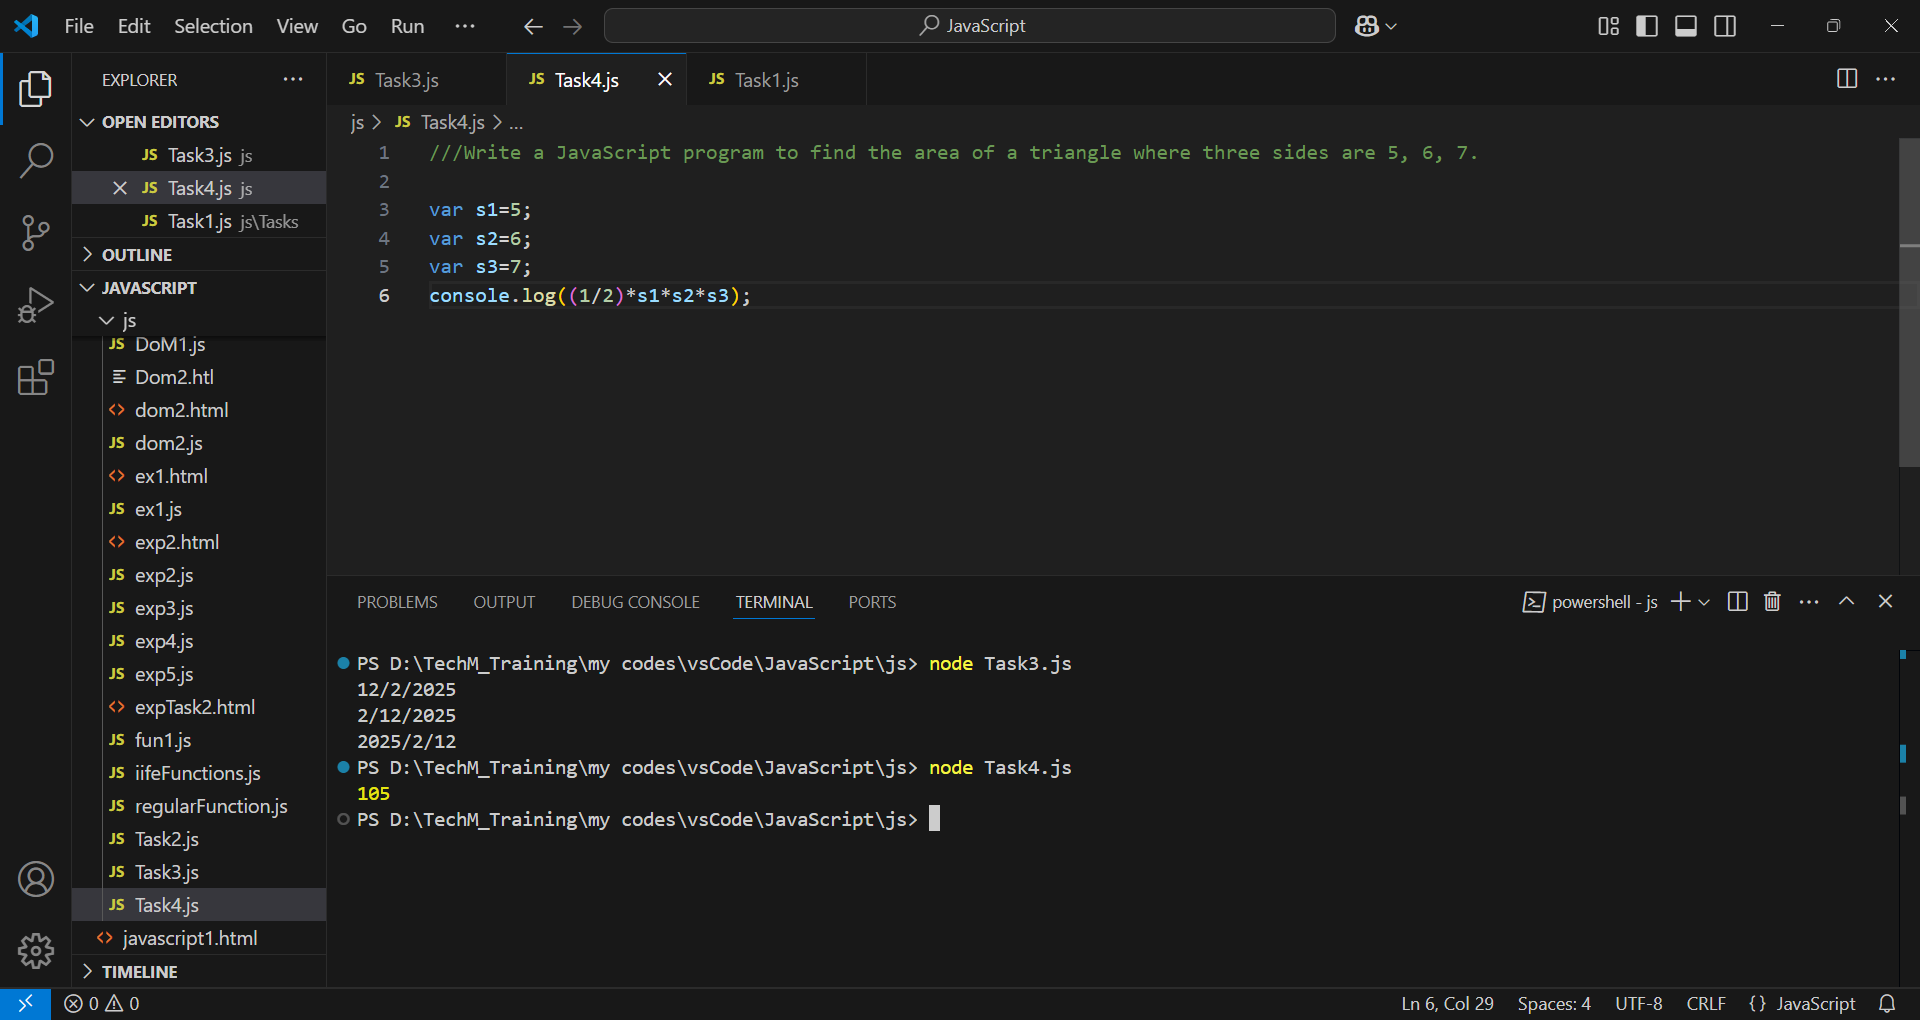 File Edit Selection View Go Run ··· JavaScript
EXPLORER ···
OPEN EDITORS
JS Task3.js js
JS Task4.js js
JS Task1.js js\Tasks
OUTLINE
JAVASCRIPT
js
JS DoM1.js
Dom2.htl
<> dom2.html
JS dom2.js
<> ex1.html
JS ex1.js
<> exp2.html
JS exp2.js
JS exp3.js
JS exp4.js
JS exp5.js
<> expTask2.html
JS fun1.js
JS iifeFunctions.js
JS regularFunction.js
JS Task2.js
JS Task3.js
JS Task4.js
<> javascript1.html
TIMELINE
JS Task3.js JS Task4.js JS Task1.js
js > JS Task4.js > ...
1 ///Write a JavaScript program to find the area of a triangle where three sides are 5, 6, 7.
2
3 var s1=5;
4 var s2=6;
5 var s3=7;
6 console.log((1/2)*s1*s2*s3);
PROBLEMS OUTPUT DEBUG CONSOLE TERMINAL PORTS powershell - js
PS D:\TechM_Training\my codes\vsCode\JavaScript\js> node Task3.js
12/2/2025
2/12/2025
2025/2/12
PS D:\TechM_Training\my codes\vsCode\JavaScript\js> node Task4.js
105
PS D:\TechM_Training\my codes\vsCode\JavaScript\js>
0 0 Ln 6, Col 29 Spaces: 4 UTF-8 CRLF {} JavaScript